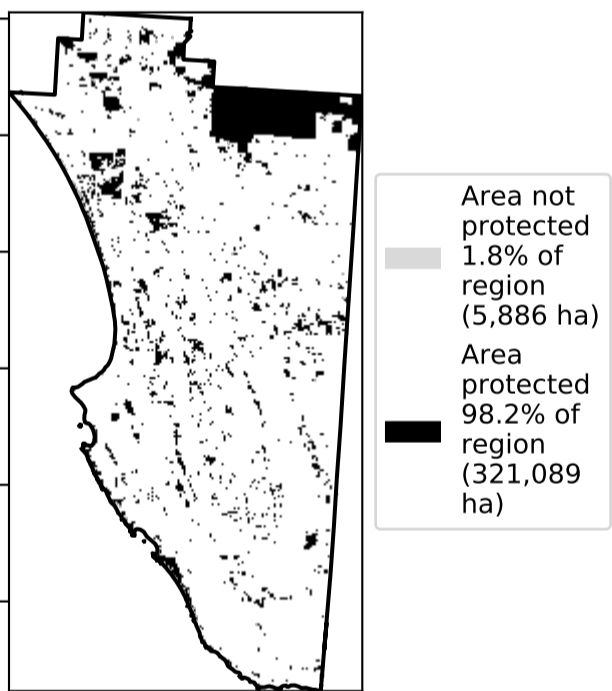 Area not
protected
1.8% of
region
(5,886 ha)
Area
protected
98.2% of
region
(321,089
ha)